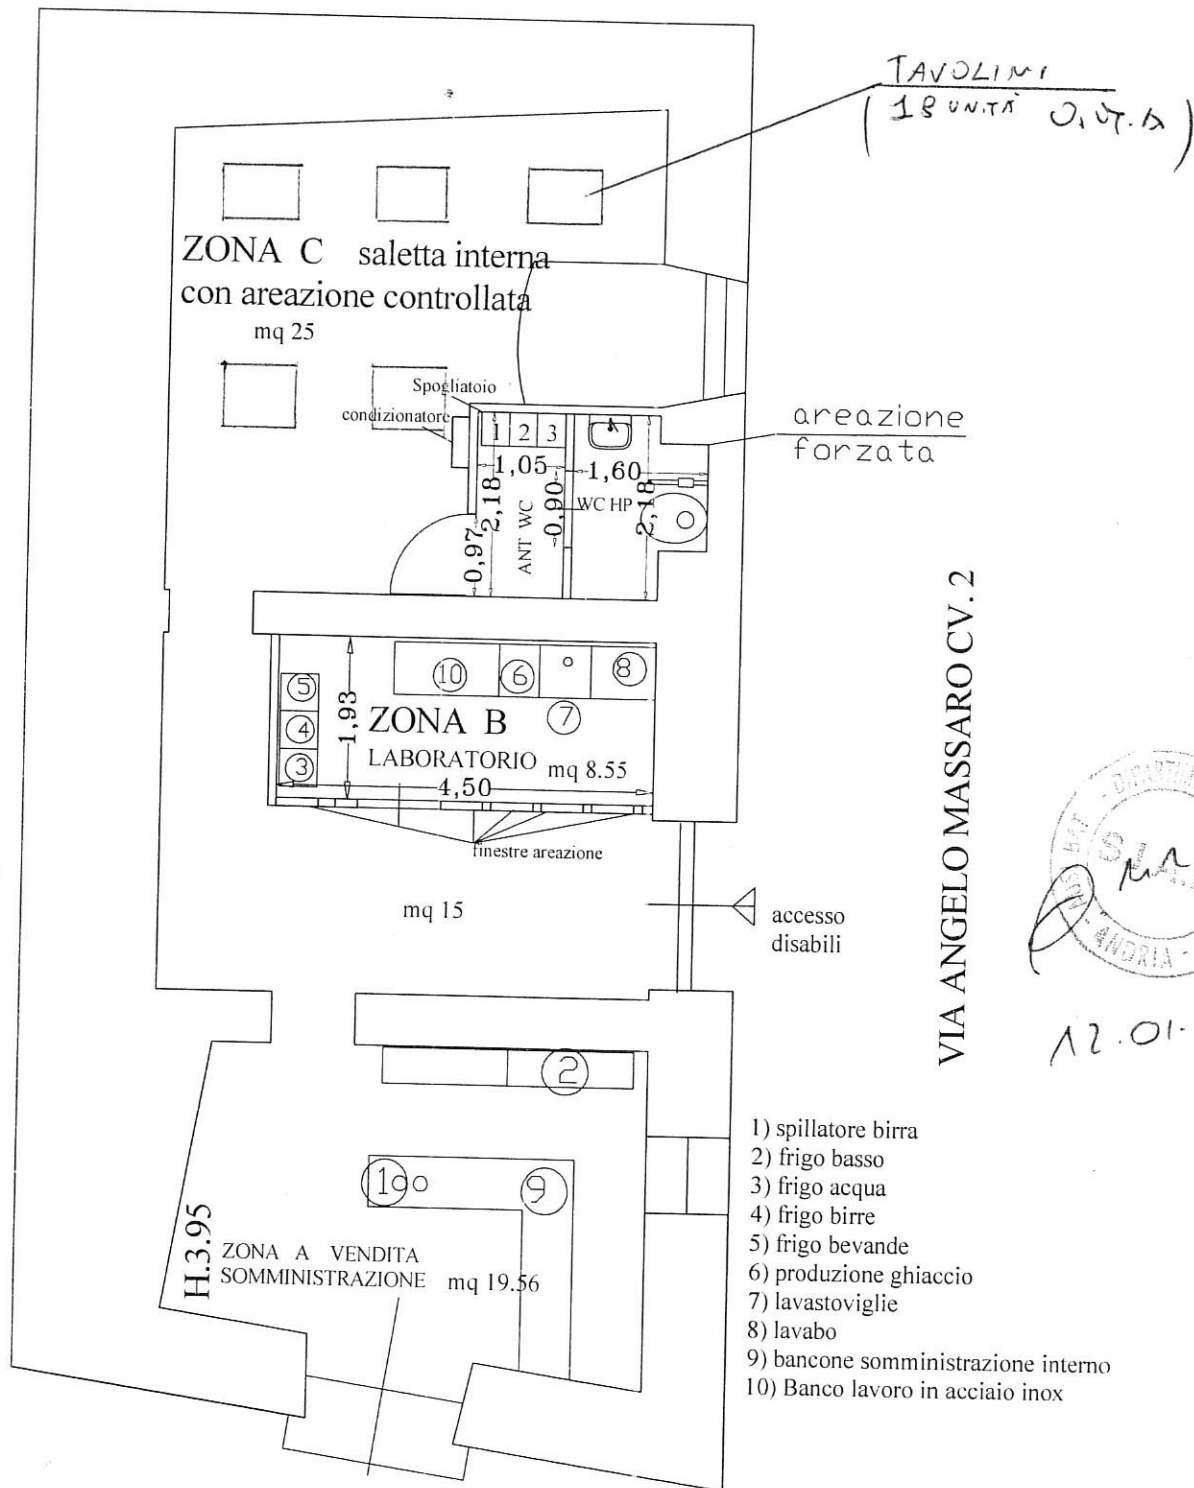 TAVOLINI
(18 UNITÀ
ZONA C saletta interna
con areazione controllata
mq 25
Spogliatoio
condizionatore
1 2 3
areazione
forzata
1,05
1,60
2,18
0,90
WC HP
2,18
ANT WC
0,97
10
6
8
5
7
4
3
1,93
ZONA B
LABORATORIO mq 8.55
4,50
finestre areazione
mq 15
accesso
disabili
VIA ANGELO MASSARO CV. 2
ANDRIA
12.01.
2
1
9
H.3.95
ZONA A VENDITA
SOMMINISTRAZIONE mq 19.56
1) spillatore birra
2) frigo basso
3) frigo acqua
4) frigo birre
5) frigo bevande
6) produzione ghiaccio
7) lavastoviglie
8) lavabo
9) bancone somministrazione interno
10) Banco lavoro in acciaio inox